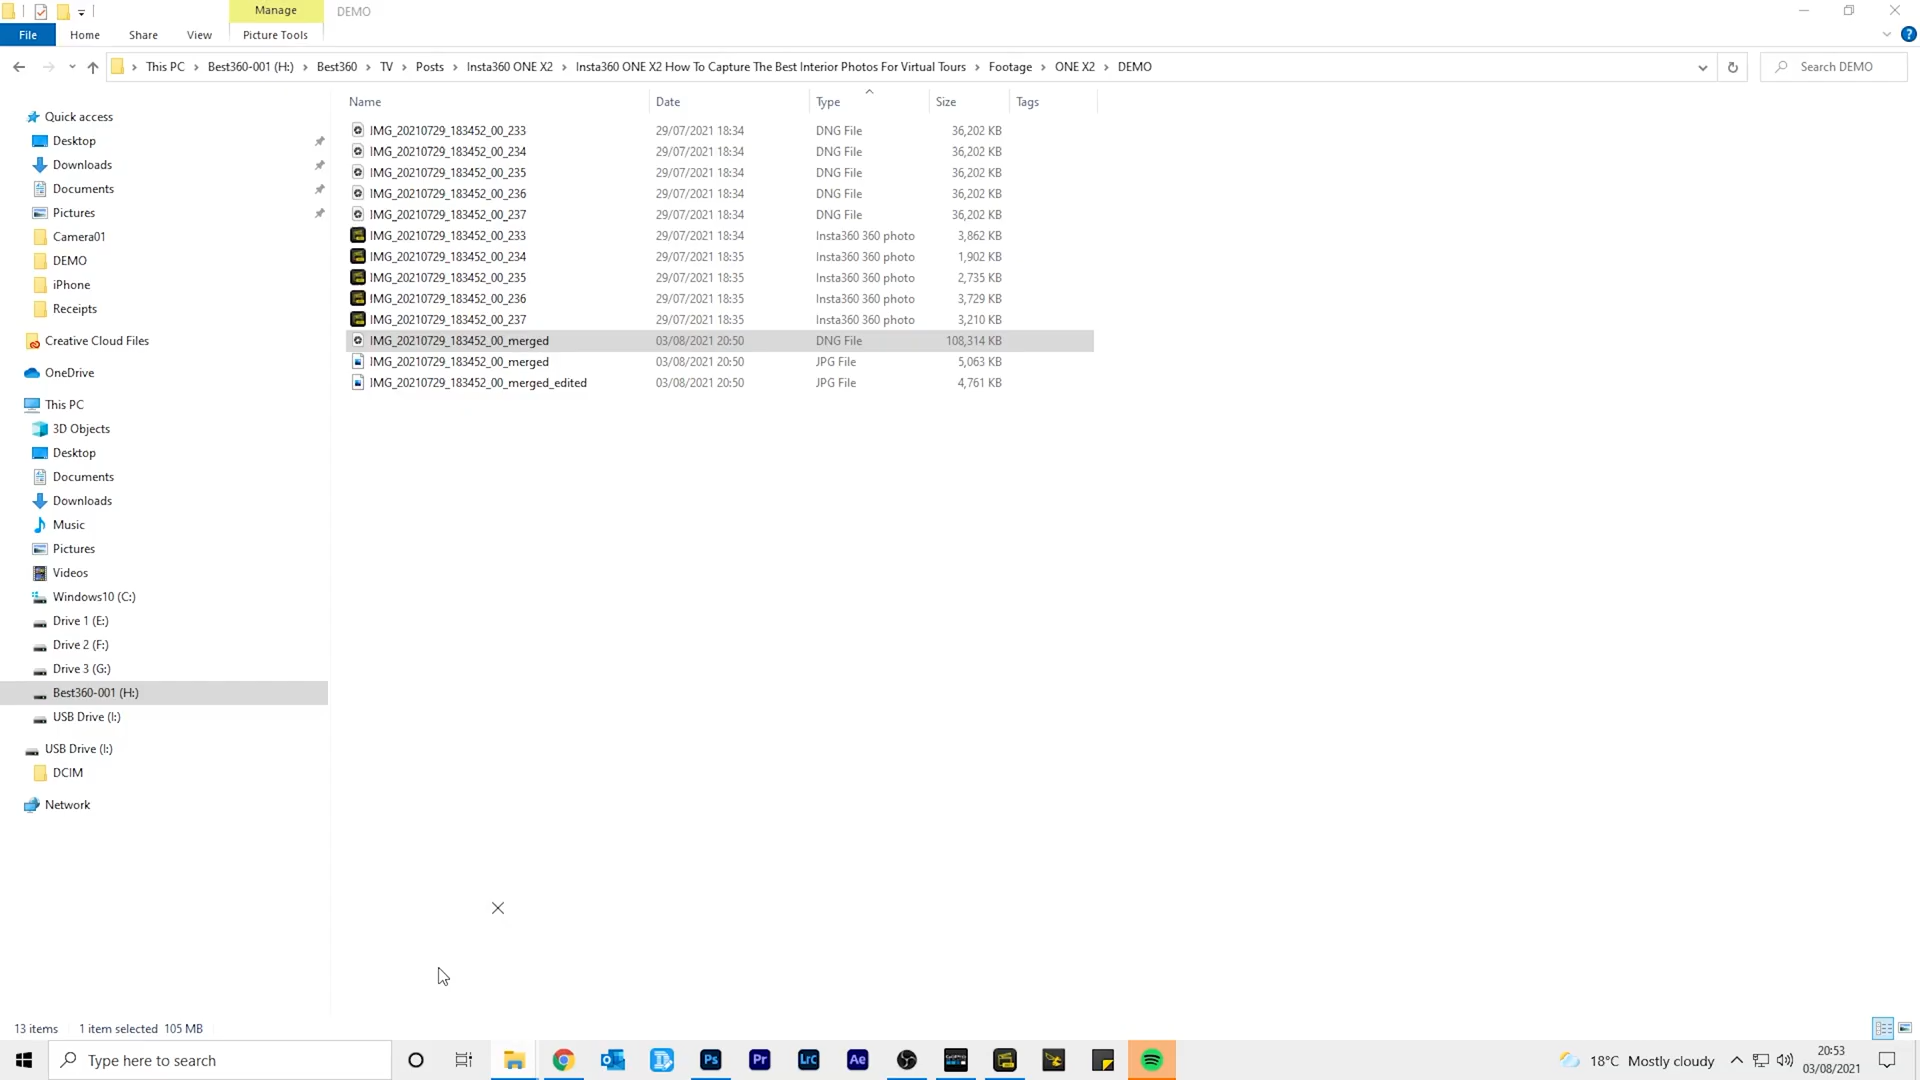 Manage DEMO
File Home Share View Picture Tools
This PC Best360-001 (H:) Best360 TV Posts Insta360 ONE X2 Insta360 ONE X2 How To Capture The Best Interior Photos For Virtual Tours Footage ONE X2 DEMO Search DEMO
Name Date Type Size Tags
IMG_20210729_183452_00_233 29/07/2021 18:34 DNG File 36,202 KB
IMG_20210729_183452_00_234 29/07/2021 18:34 DNG File 36,202 KB
IMG_20210729_183452_00_235 29/07/2021 18:34 DNG File 36,202 KB
IMG_20210729_183452_00_236 29/07/2021 18:34 DNG File 36,202 KB
IMG_20210729_183452_00_237 29/07/2021 18:34 DNG File 36,202 KB
IMG_20210729_183452_00_233 29/07/2021 18:34 Insta360 360 photo 3,862 KB
IMG_20210729_183452_00_234 29/07/2021 18:35 Insta360 360 photo 1,902 KB
IMG_20210729_183452_00_235 29/07/2021 18:35 Insta360 360 photo 2,735 KB
IMG_20210729_183452_00_236 29/07/2021 18:35 Insta360 360 photo 3,729 KB
IMG_20210729_183452_00_237 29/07/2021 18:35 Insta360 360 photo 3,210 KB
IMG_20210729_183452_00_merged 03/08/2021 20:50 DNG File 108,314 KB
IMG_20210729_183452_00_merged 03/08/2021 20:50 JPG File 5,063 KB
IMG_20210729_183452_00_merged_edited 03/08/2021 20:50 JPG File 4,761 KB
Quick access
Desktop
Downloads
Documents
Pictures
Camera01
DEMO
iPhone
Receipts
Creative Cloud Files
OneDrive
This PC
3D Objects
Desktop
Documents
Downloads
Music
Pictures
Videos
Windows10 (C:)
Drive 1 (E:)
Drive 2 (F:)
Drive 3 (G:)
Best360-001 (H:)
USB Drive (I:)
USB Drive (I:)
DCIM
Network
13 items 1 item selected 105 MB
Type here to search Ps Pr Lrc Ae 18°C Mostly cloudy 20:53
03/08/2021